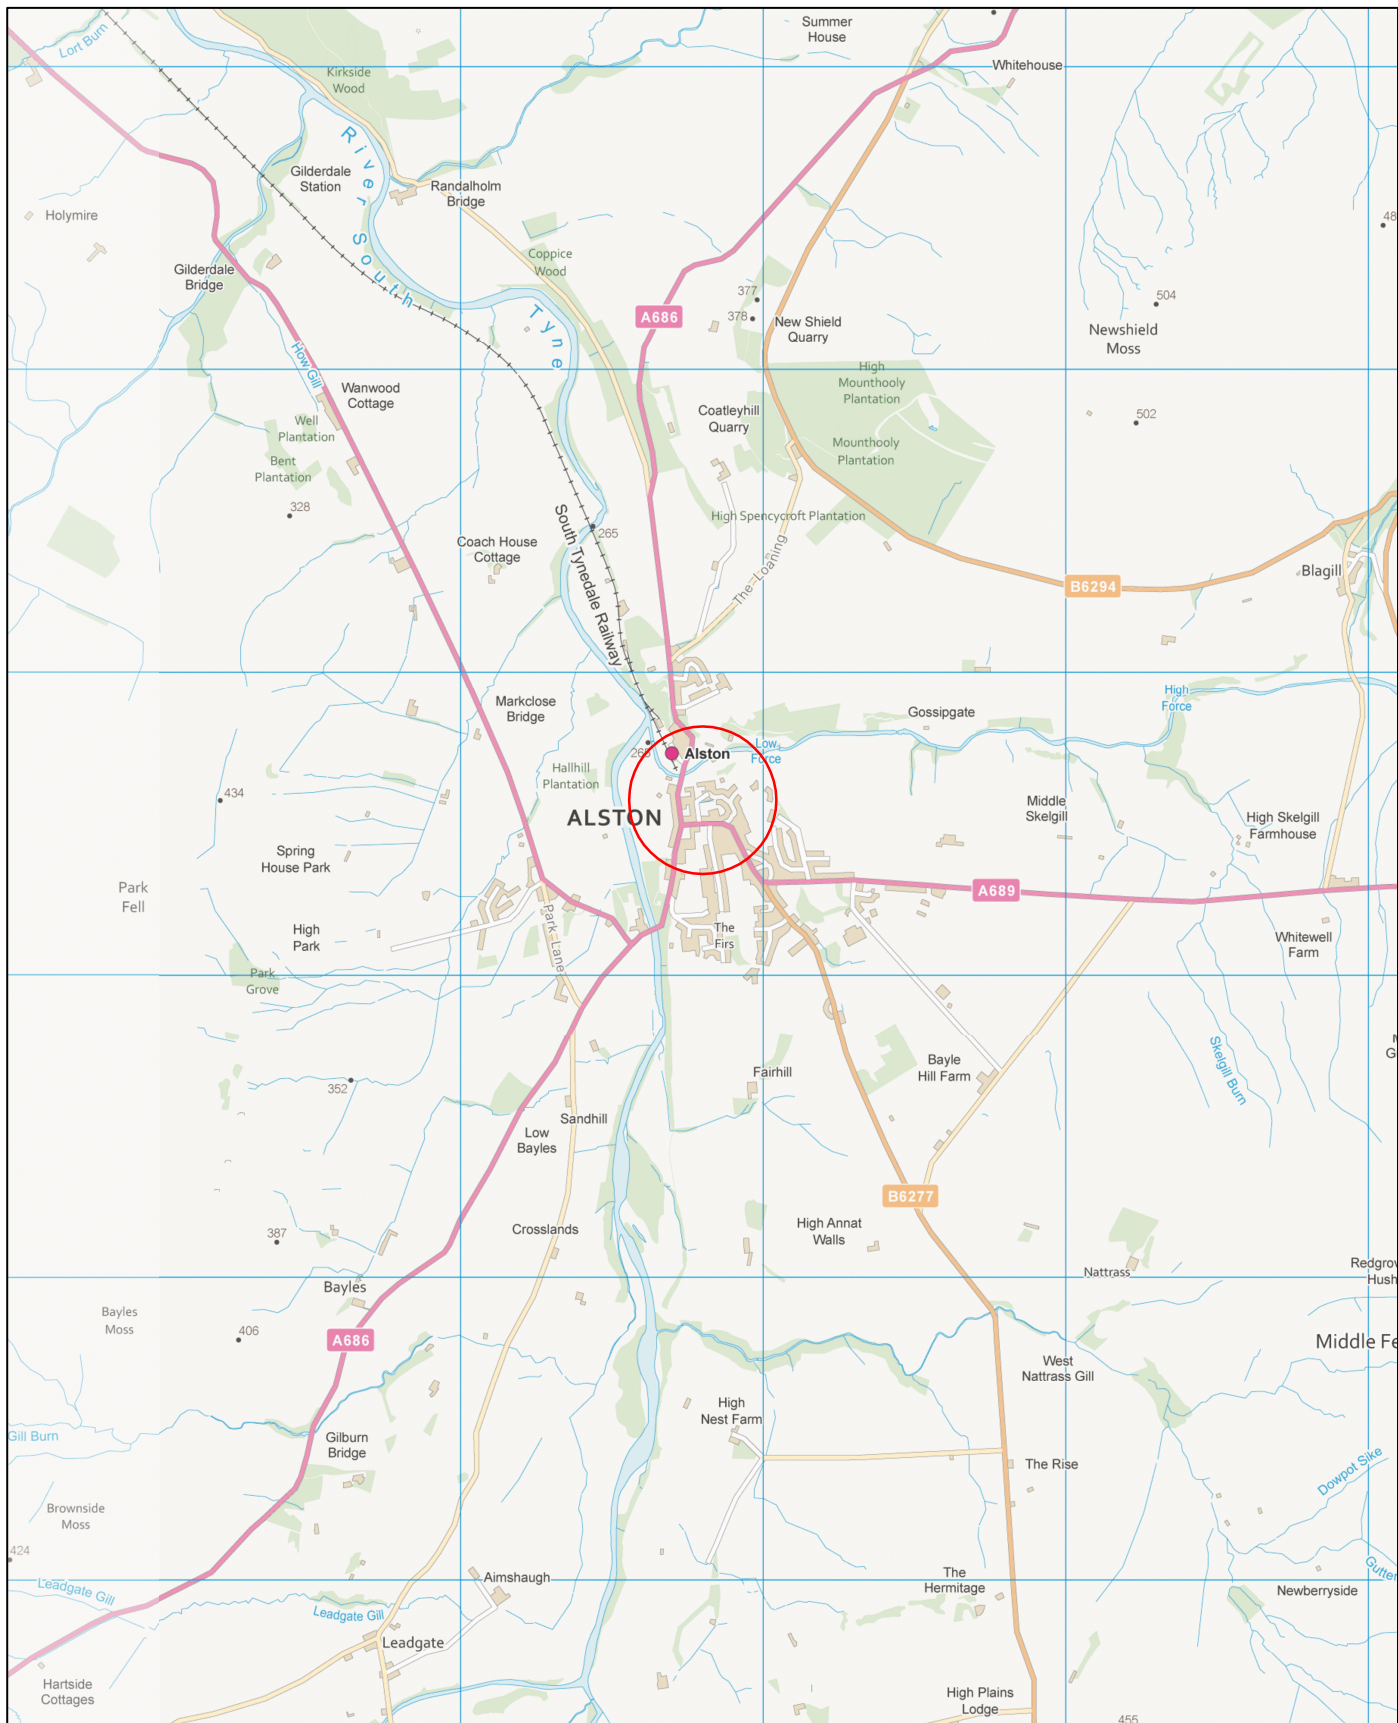 Summer
House
Lort Burn
Whitehouse
Kirkside
Wood
River South Tyne
Gilderdale
Station
Randalholm
Bridge
Holymire
48
Coppice
Wood
Gilderdale
Bridge
377
504
A686
378
New Shield
Quarry
Newshield
Moss
How Gill
High
Mounthooly
Plantation
Wanwood
Cottage
Coatleyhill
Quarry
502
Well
Plantation
Mounthooly
Plantation
Bent
Plantation
328
High Spencycroft Plantation
265
South Tynedale Railway
Coach House
Cottage
The Loaning
Blagill
B6294
Markclose
Bridge
High
Force
Gossipgate
Alston
Low
Force
Hallhill
Plantation
434
ALSTON
Middle
Skelgill
High Skelgill
Farmhouse
Spring
House Park
Park
Fell
A689
Park Lane
High
Park
The
Firs
Whitewell
Farm
Park
Grove
Skelgill Burn
G
Bayle
Hill Farm
Fairhill
352
Sandhill
Low
Bayles
B6277
387
Crosslands
High Annat
Walls
Nattrass
Redgrov
Hush
Bayles
Bayles
Moss
406
A686
Middle Fe
West
Nattrass Gill
High
Nest Farm
Gill Burn
Gilburn
Bridge
The Rise
Dowpot Sike
Brownside
Moss
424
Gutter
Aimshaugh
The
Hermitage
Newberryside
Leadgate Gill
Leadgate Gill
Leadgate
Hartside
Cottages
High Plains
Lodge
455